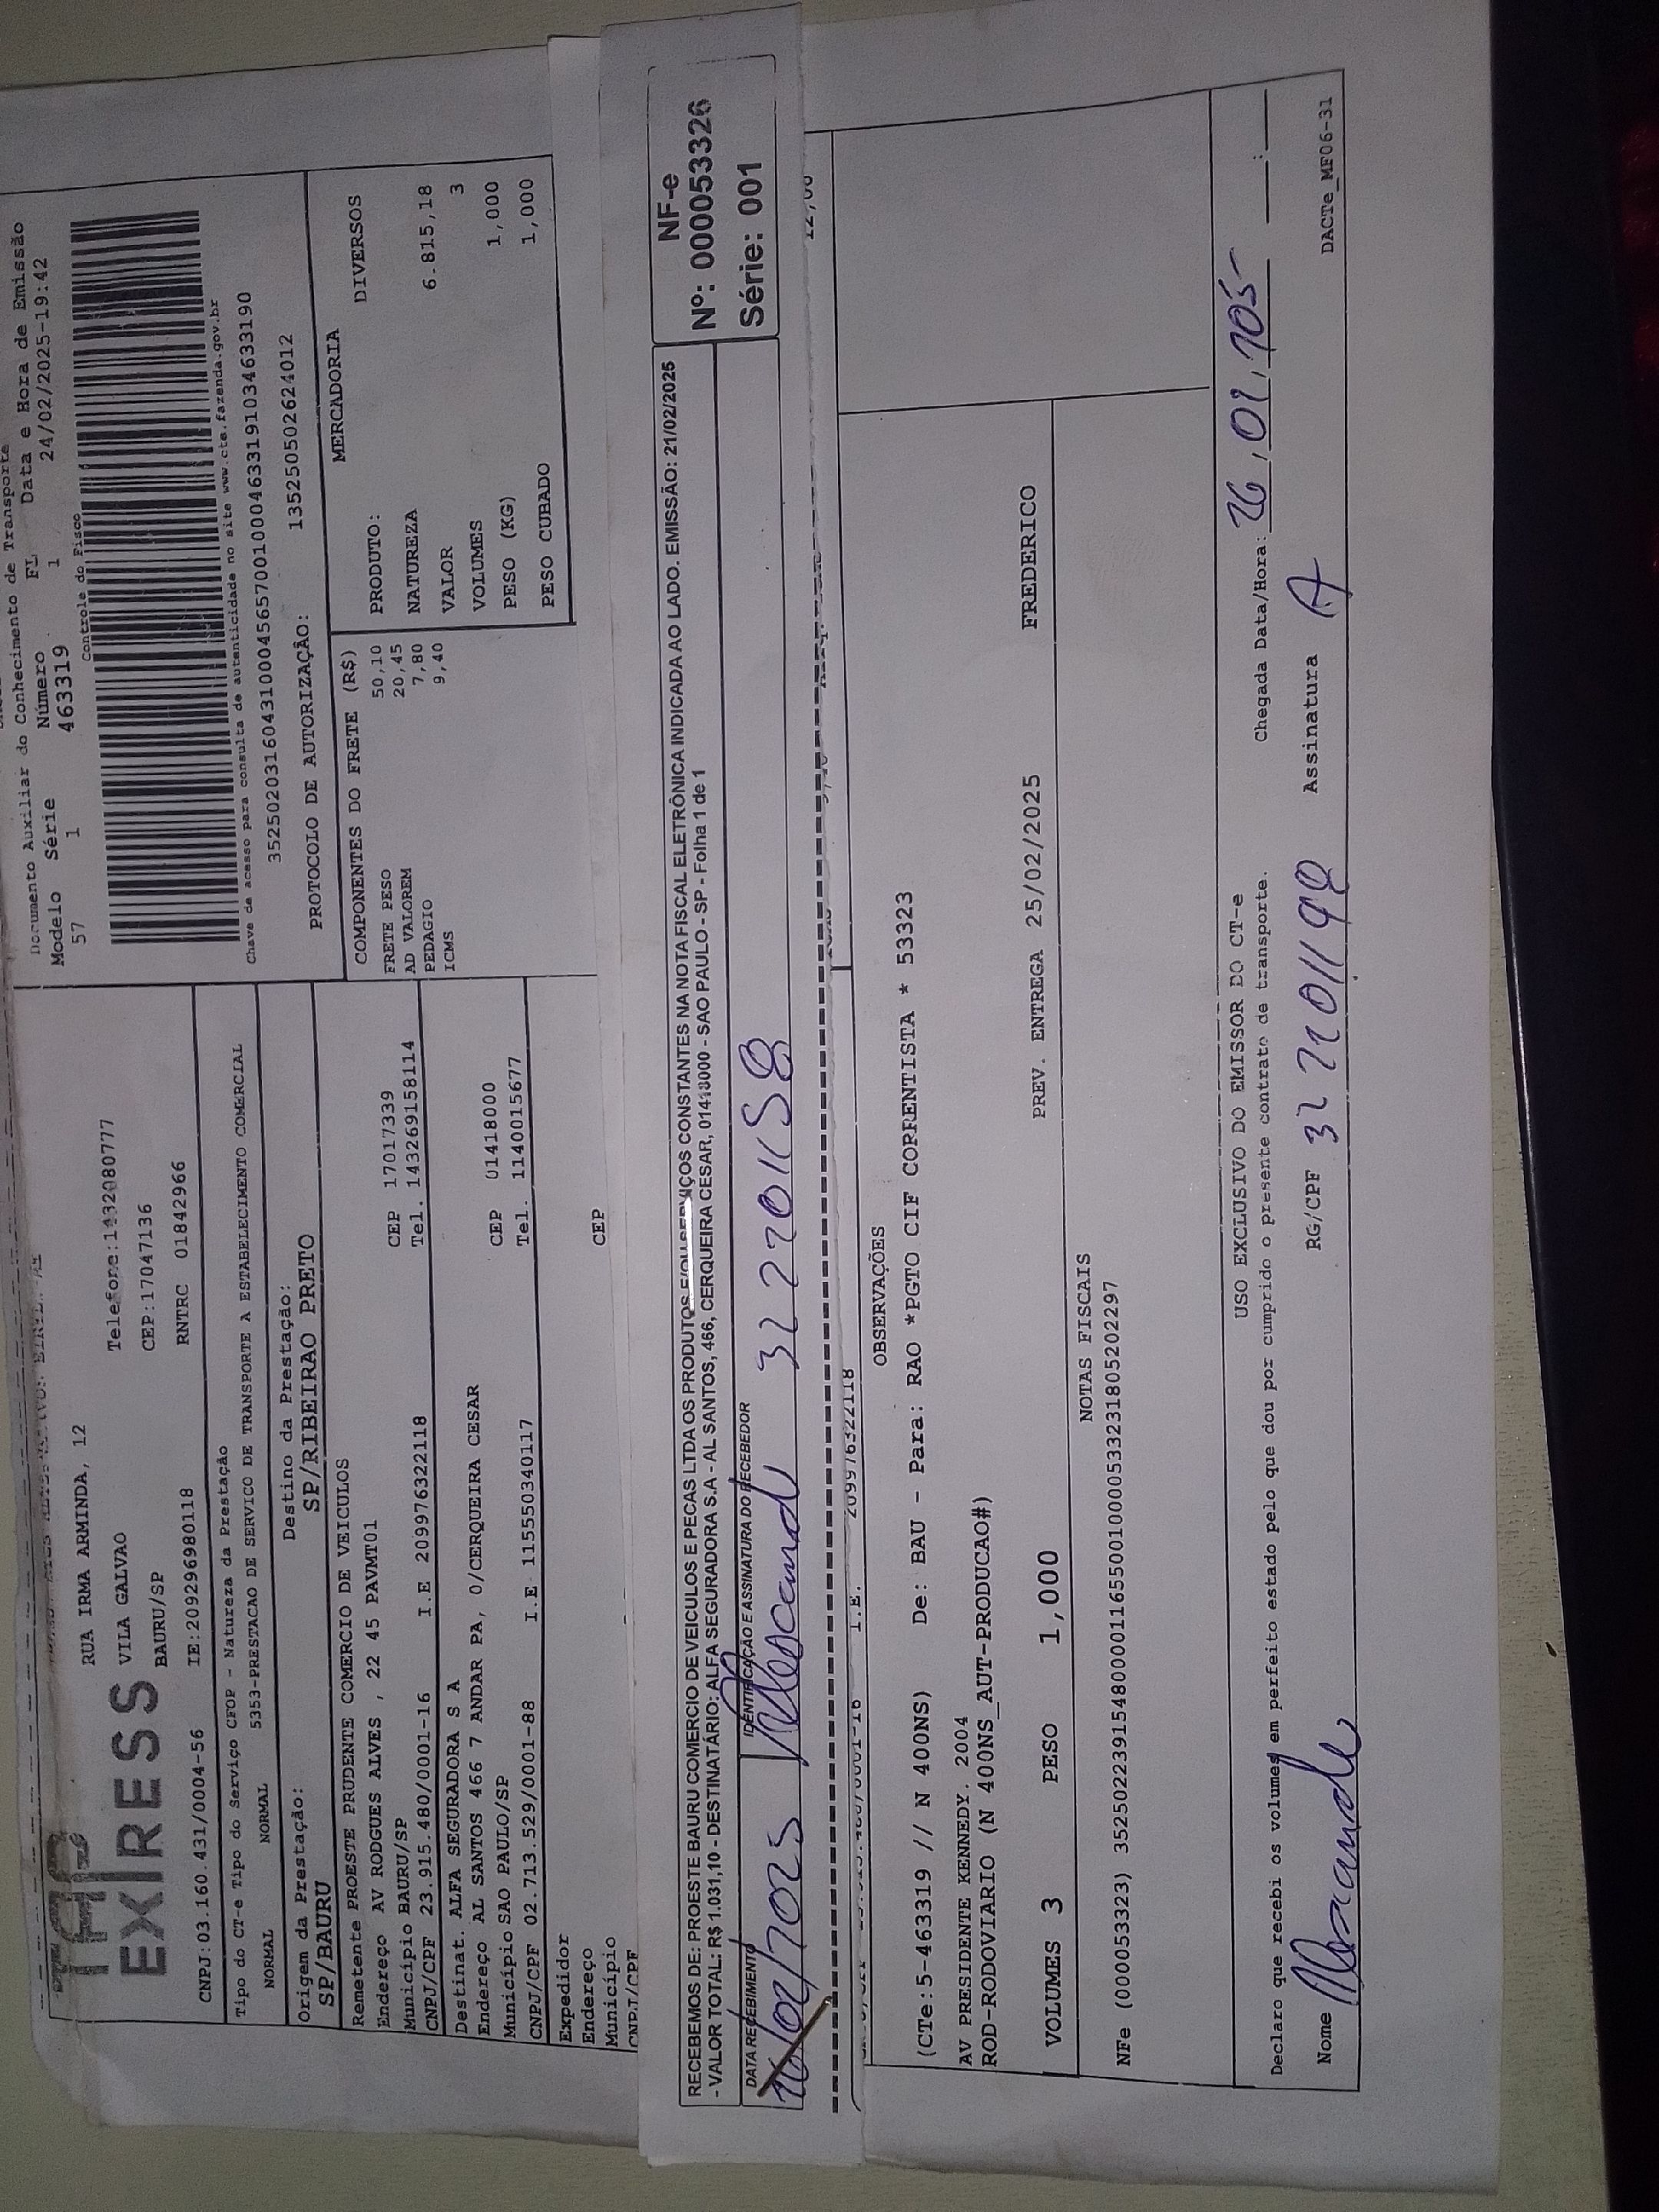 Documento Auxiliar do Conhecimento de Transporte
Modelo Série Número FL Data e Hora de Emissão
57 1 463319 1 24/02/2025-19:42
Controle do Fisco
Chave de acesso para consulta de autenticidade no site www.cte.fazenda.gov.br
PROTOCOLO DE AUTORIZAÇÃO: 135250502624012
EXPRESS
RUA IRMA ARMINDA, 12
VILA GALVAO
BAURU/SP
CEP:17047136
CNPJ:03.160.431/0004-56 IE:209296980118 RNTRC 01842966
Tipo do CT-e Tipo do Serviço CFOP - Natureza da Prestação
NORMAL NORMAL 5353-PRESTACAO DE SERVICO DE TRANSPORTE A ESTABELECIMENTO COMERCIAL
Origem da Prestação: Destino da Prestação:
SP/BAURU SP/RIBEIRAO PRETO
Remetente PROESTE PRUDENTE COMERCIO DE VEICULOS
Endereço AV RODGUES ALVES , 22 45 PAVMT01
Município BAURU/SP CEP 17017339
CNPJ/CPF 23.915.480/0001-16 I.E 209976322118 Tel. 143269158114
Destinat. ALFA SEGURADORA S A
Endereço AL SANTOS 466 7 ANDAR PA, 0/CERQUEIRA CESAR
Município SAO PAULO/SP CEP 01418000
CNPJ/CPF 02.713.529/0001-88 I.E 115550340117 Tel. 1140015677
Expedidor
Endereço
Município CEP
CNPJ/CPF
COMPONENTES DO FRETE (R$)
FRETE PESO 50,10
AD VALOREM 20,45
PEDAGIO 7,80
ICMS 9,40
MERCADORIA
PRODUTO: DIVERSOS
NATUREZA
VALOR 6.815,18
VOLUMES 3
PESO (KG) 1,000
PESO CUBADO 1,000
RECEBEMOS DE: PROESTE BAURU COMERCIO DE VEICULOS E PECAS LTDA OS PRODUTOS E/OU SERVIÇOS CONSTANTES NA NOTA FISCAL ELETRÔNICA INDICADA AO LADO. EMISSÃO: 21/02/2025
- VALOR TOTAL: R$ 1.031,10 - DESTINATÁRIO: ALFA SEGURADORA S.A - AL SANTOS, 466, CERQUEIRA CESAR, 01418000 - SAO PAULO - SP - Folha 1 de 1
NF-e
Nº: 000053326
Série: 001
DATA RECEBIMENTO IDENTIFICAÇÃO E ASSINATURA DO RECEBEDOR
I.E. 209976322118
OBSERVAÇÕES
(CTe:5-463319 // N 400NS) De: BAU - Para: RAO *PGTO CIF CORRENTISTA * 53323
AV PRESIDENTE KENNEDY. 2004
ROD-RODOVIARIO (N 400NS_AUT-PRODUCAO#)
VOLUMES 3 PESO 1,000 PREV. ENTREGA 25/02/2025 FREDERICO
NOTAS FISCAIS
NFe (000053323)
USO EXCLUSIVO DO EMISSOR DO CT-e
Declaro que recebi os volumes em perfeito estado pelo que dou por cumprido o presente contrato de transporte. Chegada Data/Hora:
Nome RG/CPF Assinatura
DACTe_MF06-31